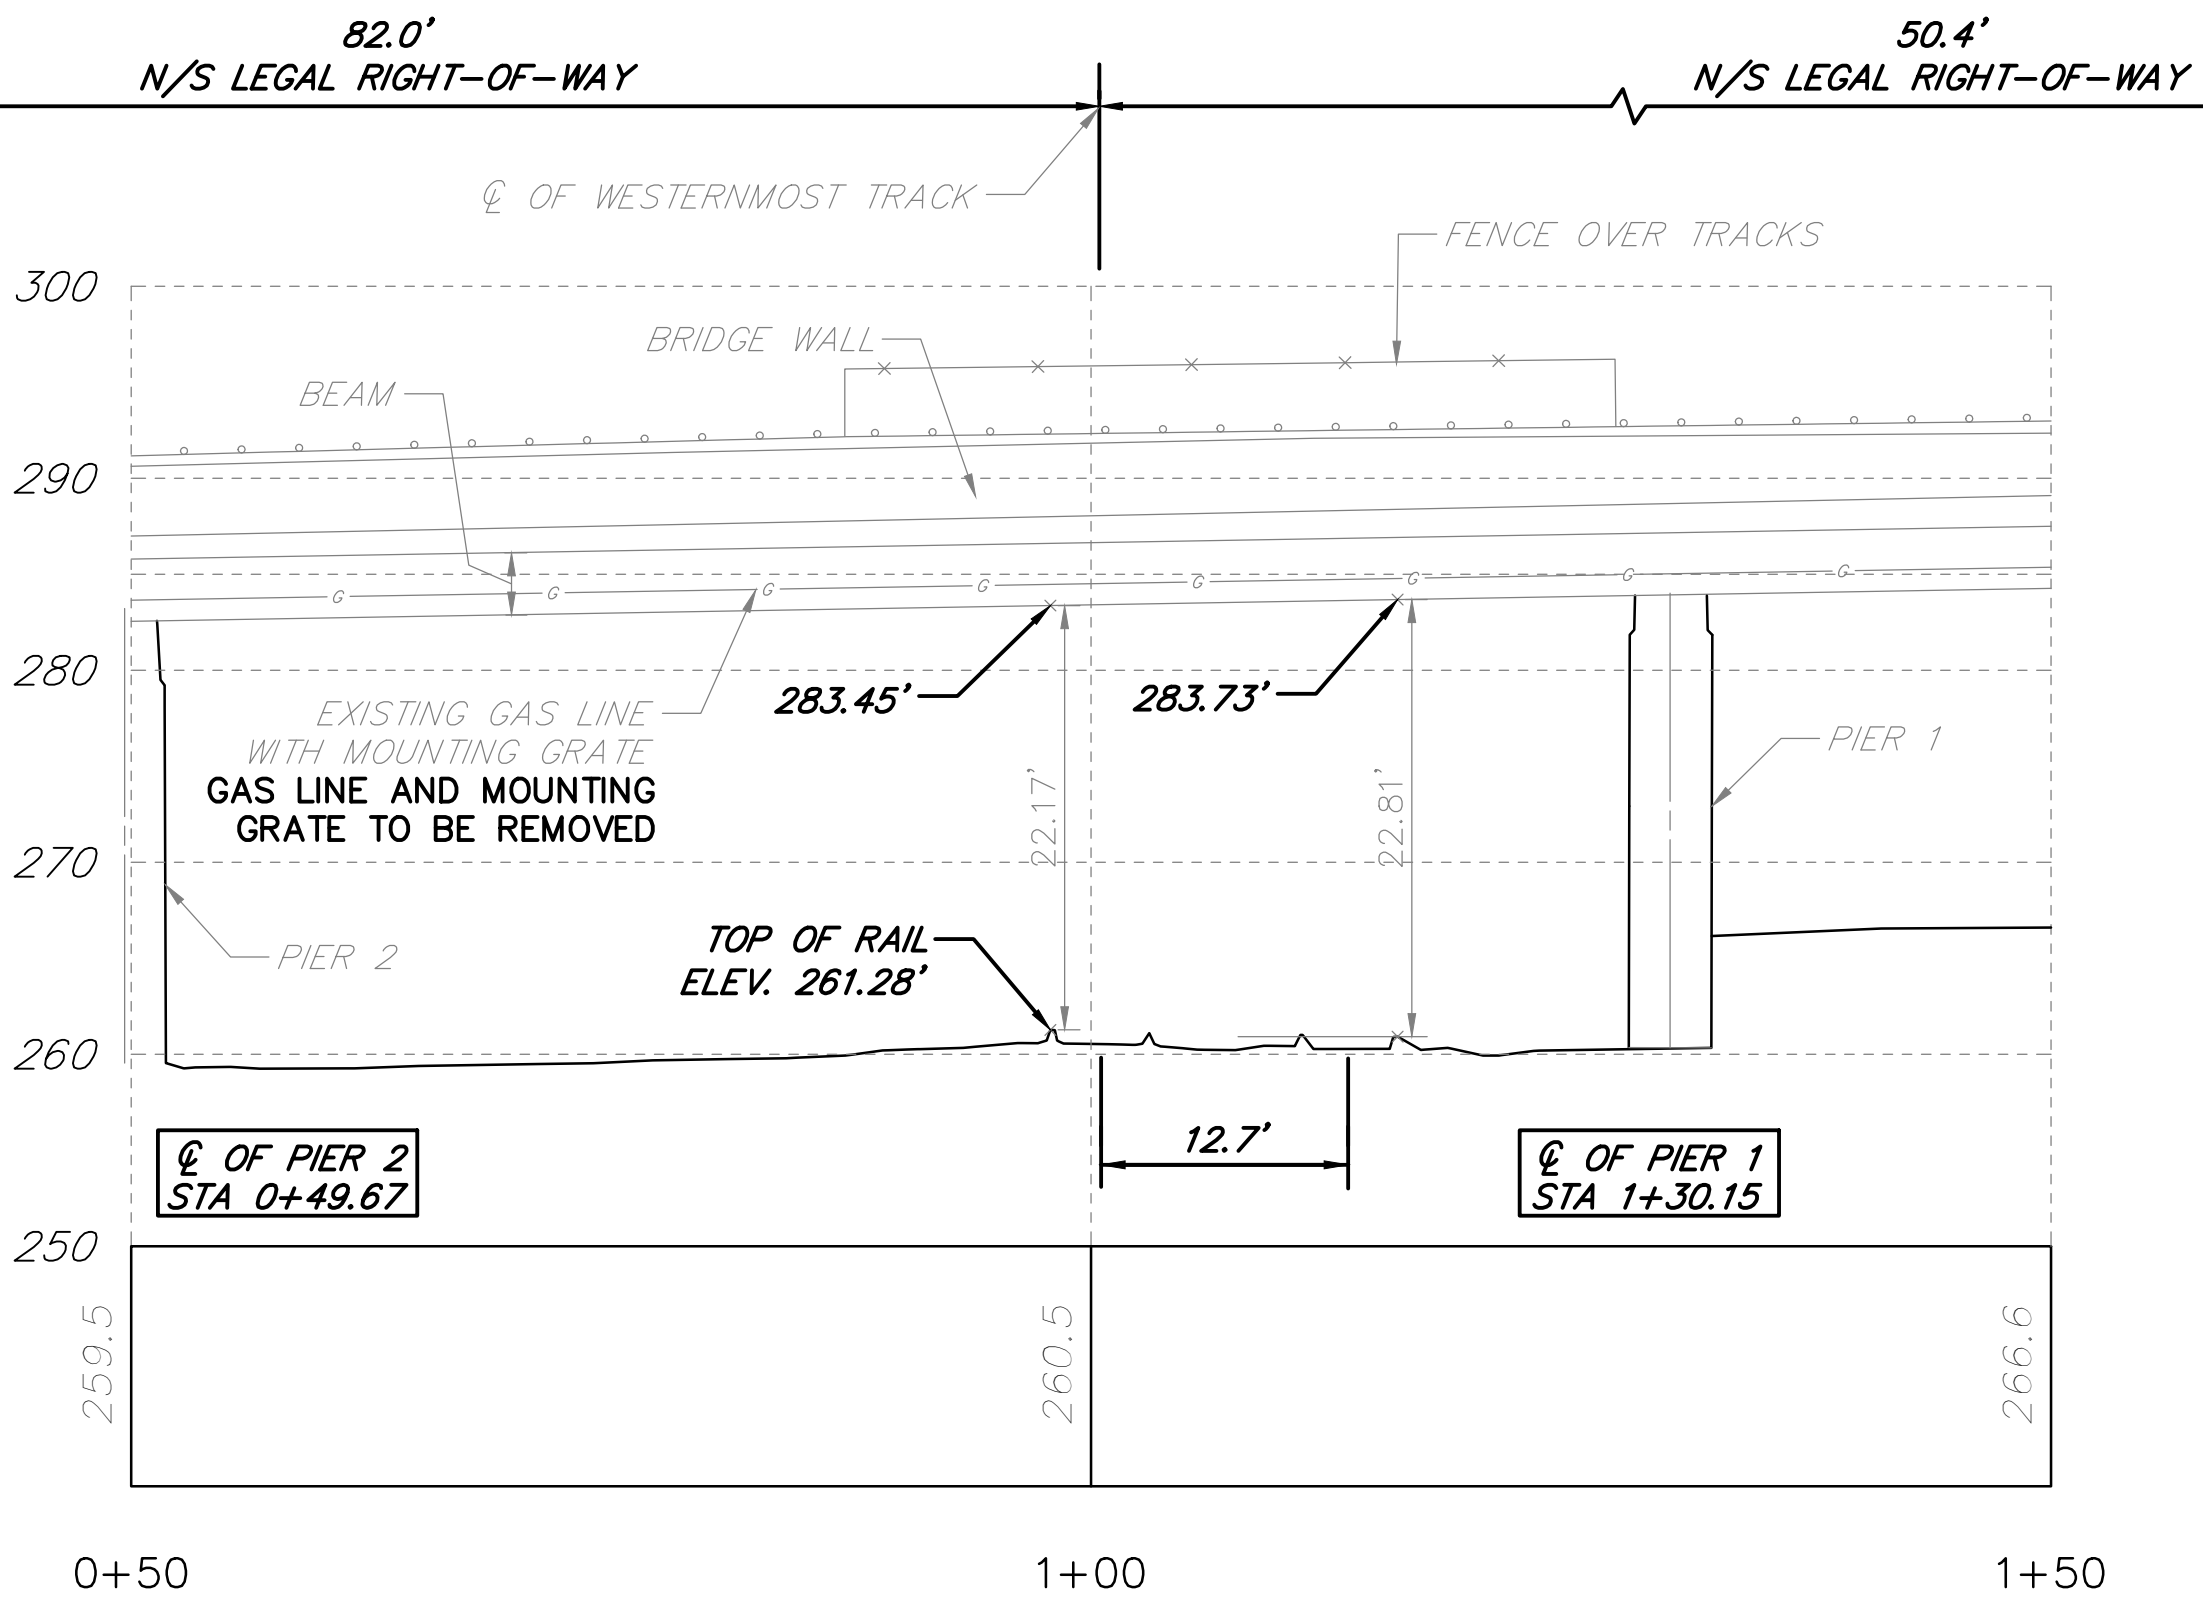 82.0'
N/S LEGAL RIGHT-OF-WAY
50.4'
N/S LEGAL RIGHT-OF-WAY
℄ OF WESTERNMOST TRACK
FENCE OVER TRACKS
300
BRIDGE WALL
BEAM
290
G G G G G G G G
280
283.45'
283.73'
EXISTING GAS LINE
WITH MOUNTING GRATE
GAS LINE AND MOUNTING
GRATE TO BE REMOVED
PIER 1
22.17'
22.81'
270
TOP OF RAIL
ELEV. 261.28'
PIER 2
260
12.7'
℄ OF PIER 2
STA 0+49.67
℄ OF PIER 1
STA 1+30.15
250
259.5
260.5
266.6
0+50
1+00
1+50